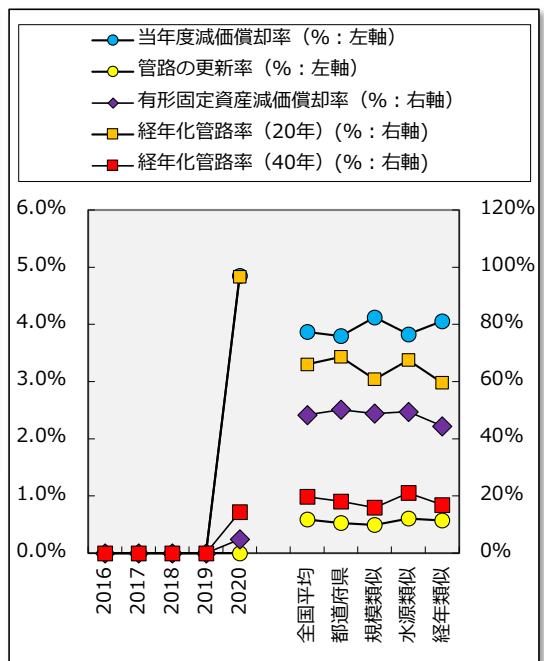 当年度減価償却率（%：左軸）
管路の更新率（%：左軸）
有形固定資産減価償却率（%：右軸）
経年化管路率（20年）(%：右軸)
経年化管路率（40年）(%：右軸)
6.0% 120%
5.0% 100%
4.0% 80%
3.0% 60%
2.0% 40%
1.0% 20%
0.0% 0%
2016
2017
2018
2019
2020
全国平均
都道府県
規模類似
水源類似
経年類似